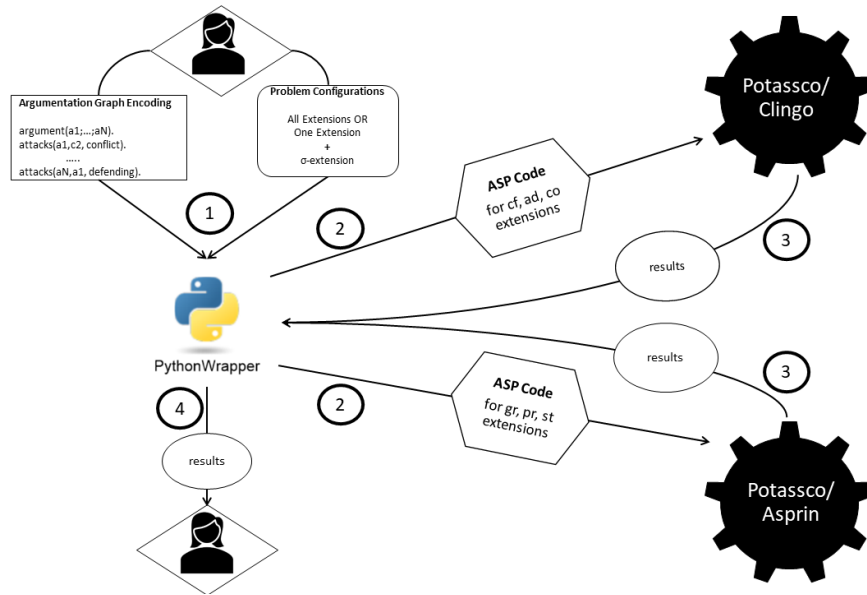 Argumentation Graph Encoding
argument(a1;...;aN).
attacks(a1,c2, conflict).
.....
attacks(aN,a1, defending).
Problem Configurations
All Extensions OR
One Extension
+
σ-extension
1
2
ASP Code
for cf, ad, co
extensions
Potassco/
Clingo
3
results
PythonWrapper
results
3
2
ASP Code
for gr, pr, st
extensions
Potassco/
Asprin
4
results